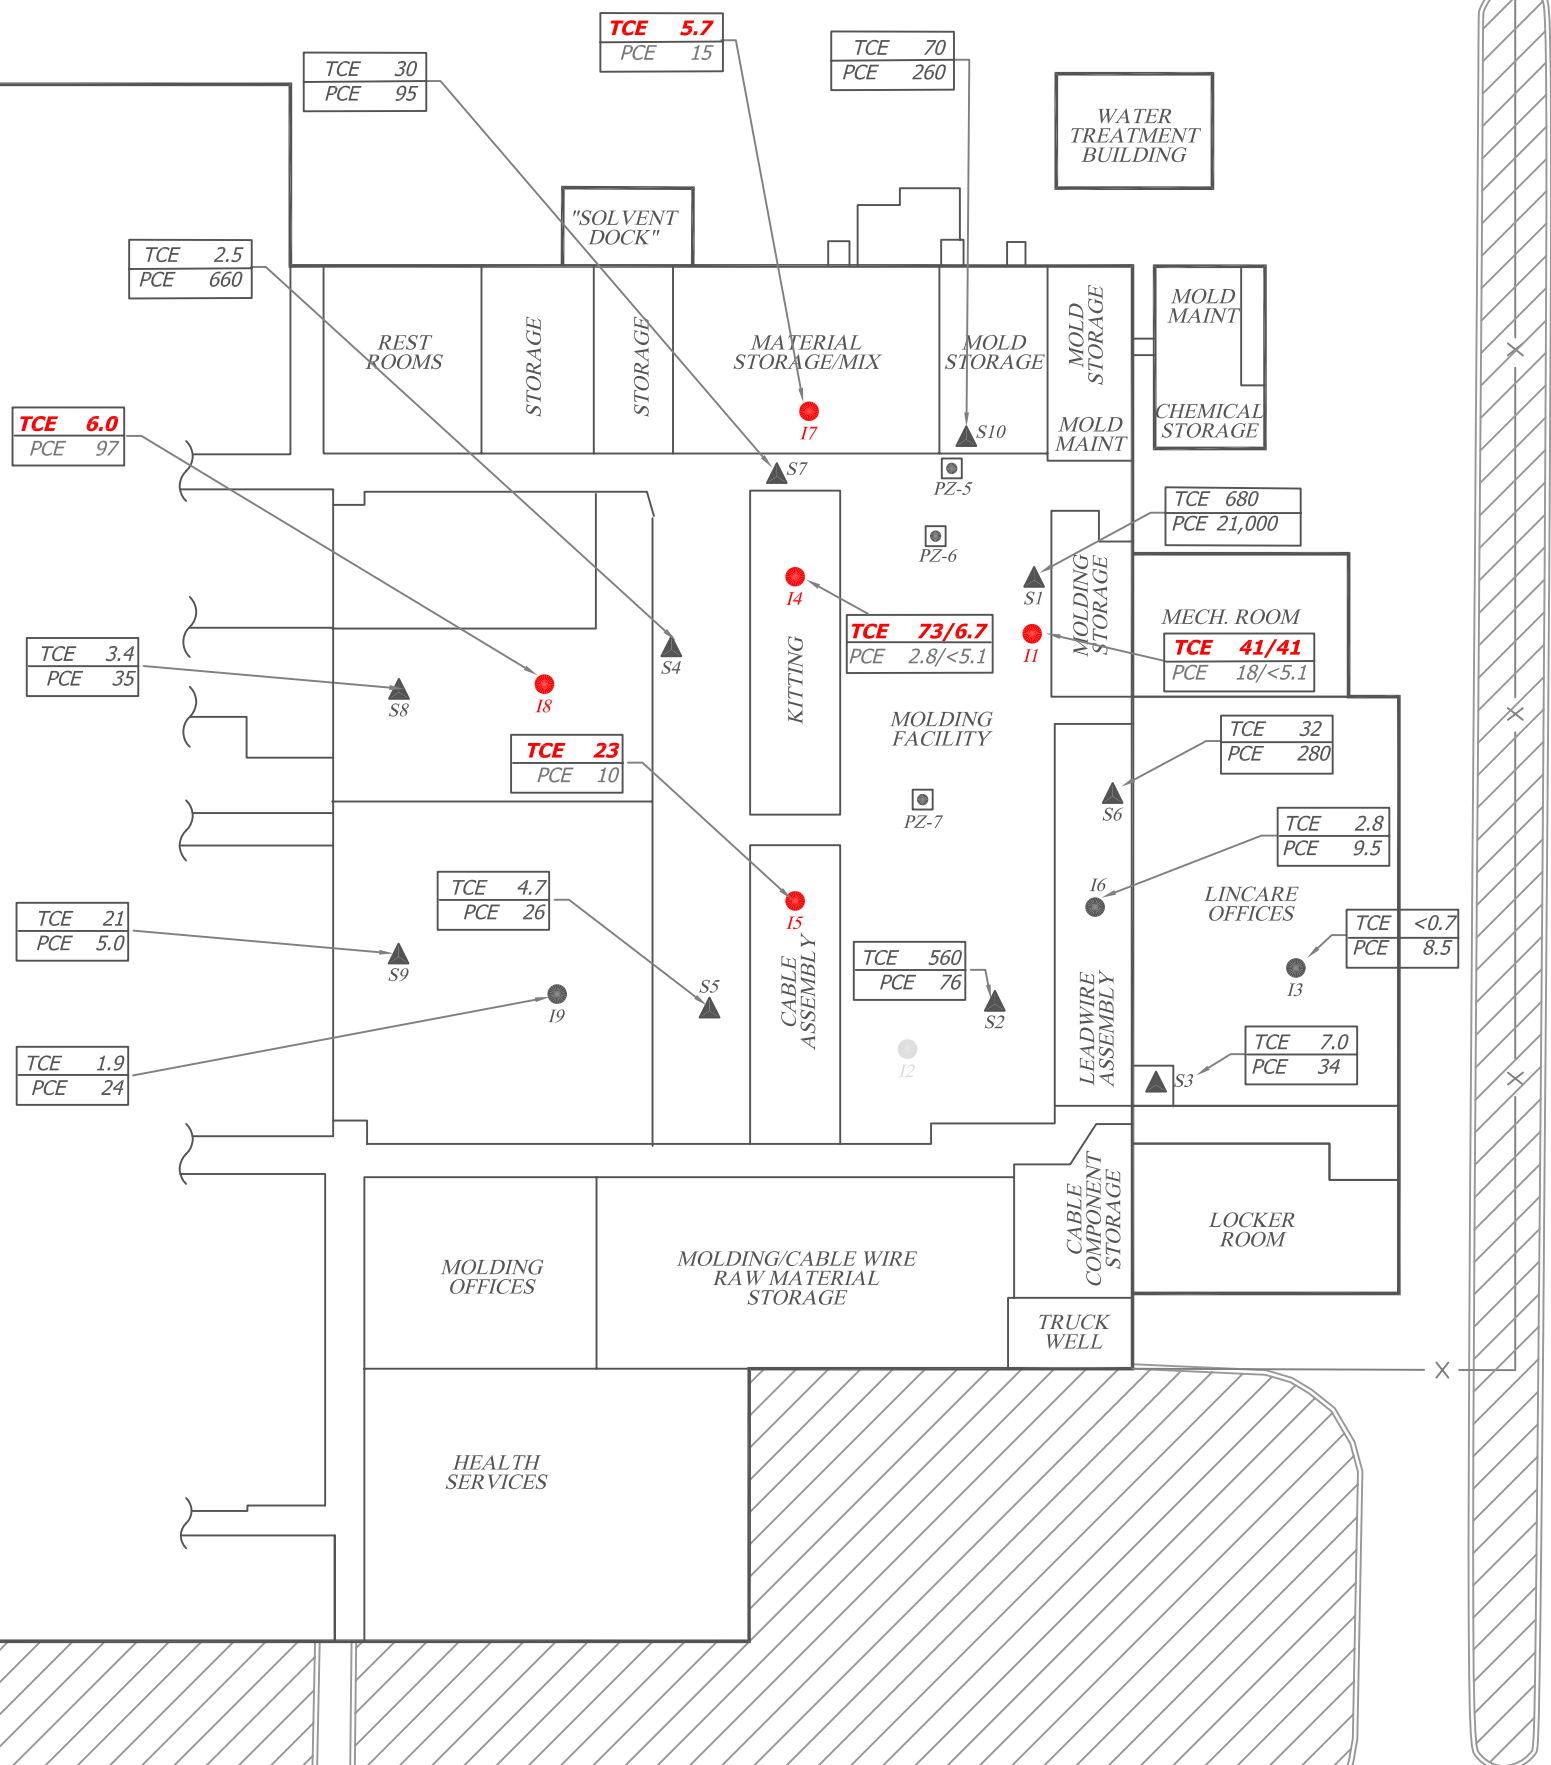 TCE 5.7
PCE 15
TCE 70
PCE 260
TCE 30
PCE 95
WATER
TREATMENT
BUILDING
"SOLVENT
DOCK"
TCE 2.5
PCE 660
MOLD
MAINT
CHEMICAL
STORAGE
REST
ROOMS
STORAGE
STORAGE
MATERIAL
STORAGE/MIX
MOLD
STORAGE
MOLD
STORAGE
MOLD
MAINT
I7
S10
TCE 6.0
PCE 97
S7
PZ-5
TCE 680
PCE 21,000
PZ-6
S1
MOLDING
STORAGE
MECH. ROOM
I4
TCE 73/6.7
PCE 2.8/<5.1
I1
TCE 41/41
PCE 18/<5.1
TCE 3.4
PCE 35
S4
S8
I8
KITTING
MOLDING
FACILITY
TCE 32
PCE 280
TCE 23
PCE 10
PZ-7
S6
TCE 2.8
PCE 9.5
TCE 4.7
PCE 26
I6
LINCARE
OFFICES
TCE 21
PCE 5.0
I5
TCE <0.7
PCE 8.5
S9
CABLE
ASSEMBLY
TCE 560
PCE 76
I3
S5
I9
S2
LEADWIRE
ASSEMBLY
I2
TCE 1.9
PCE 24
TCE 7.0
PCE 34
S3
CABLE
COMPONENT
STORAGE
LOCKER
ROOM
MOLDING
OFFICES
MOLDING/CABLE WIRE
RAW MATERIAL
STORAGE
TRUCK
WELL
HEALTH
SERVICES